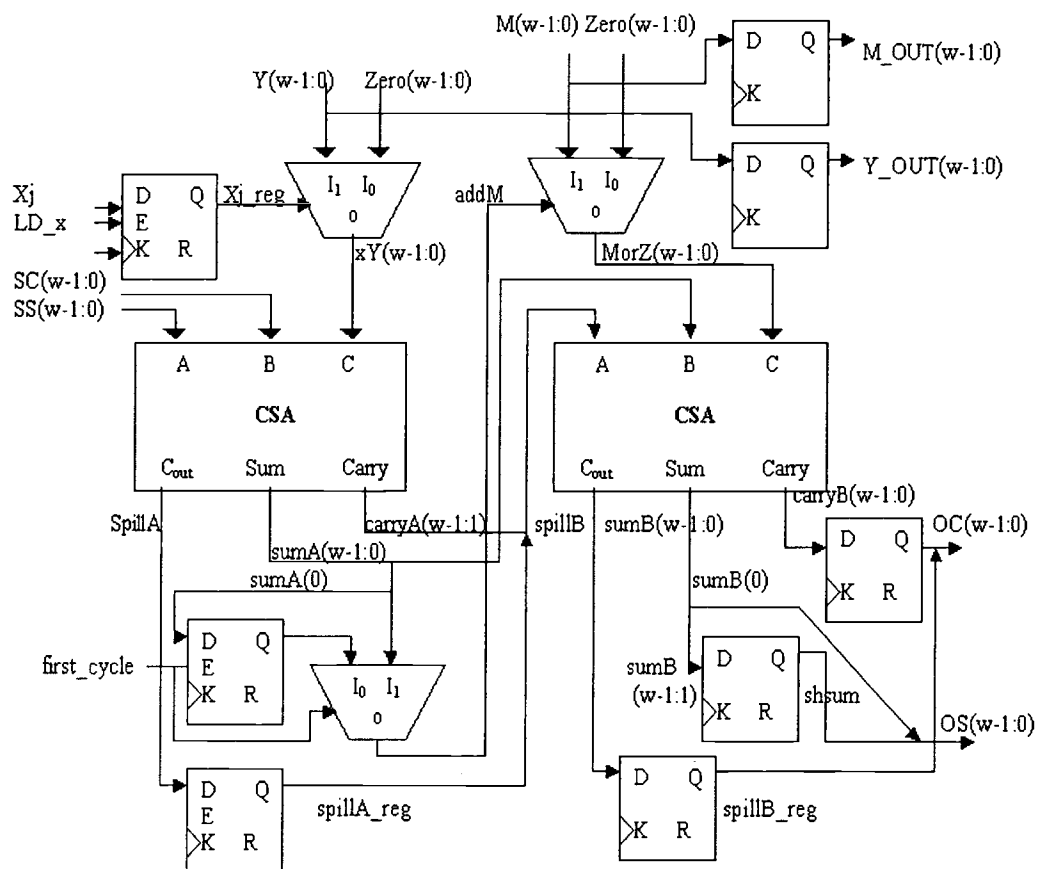 M(w-1:0) Zero(w-1:0)
D Q
K
M_OUT(w-1:0)
Y(w-1:0) Zero(w-1:0)
D Q
K
Y_OUT(w-1:0)
Xj
LD_x
D Q
E
K R
Xj_reg
I1 I0
0
xY(w-1:0)
addM
I1 I0
0
MorZ(w-1:0)
SC(w-1:0)
SS(w-1:0)
A B C
CSA
Cout Sum Carry
A B C
CSA
Cout Sum Carry
SpillA
carryA(w-1:1)
sumA(w-1:0)
sumA(0)
spillB
sumB(w-1:0)
carryB(w-1:0)
D Q
K R
OC(w-1:0)
sumB(0)
first_cycle
D Q
E
K R
I0 I1
0
sumB
(w-1:1)
D Q
K R
shsum
OS(w-1:0)
D Q
E
K R
spillA_reg
D Q
K R
spillB_reg